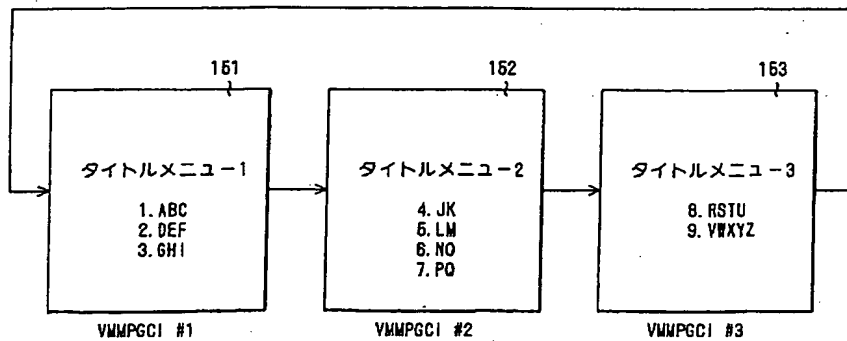 151
タイトルメニュー1
1. ABC
2. DEF
3. GHI
VMMPGCI #1
152
タイトルメニュー2
4. JK
5. LM
6. NO
7. PQ
VMMPGCI #2
153
タイトルメニュー3
8. RSTU
9. VWXYZ
VMMPGCI #3